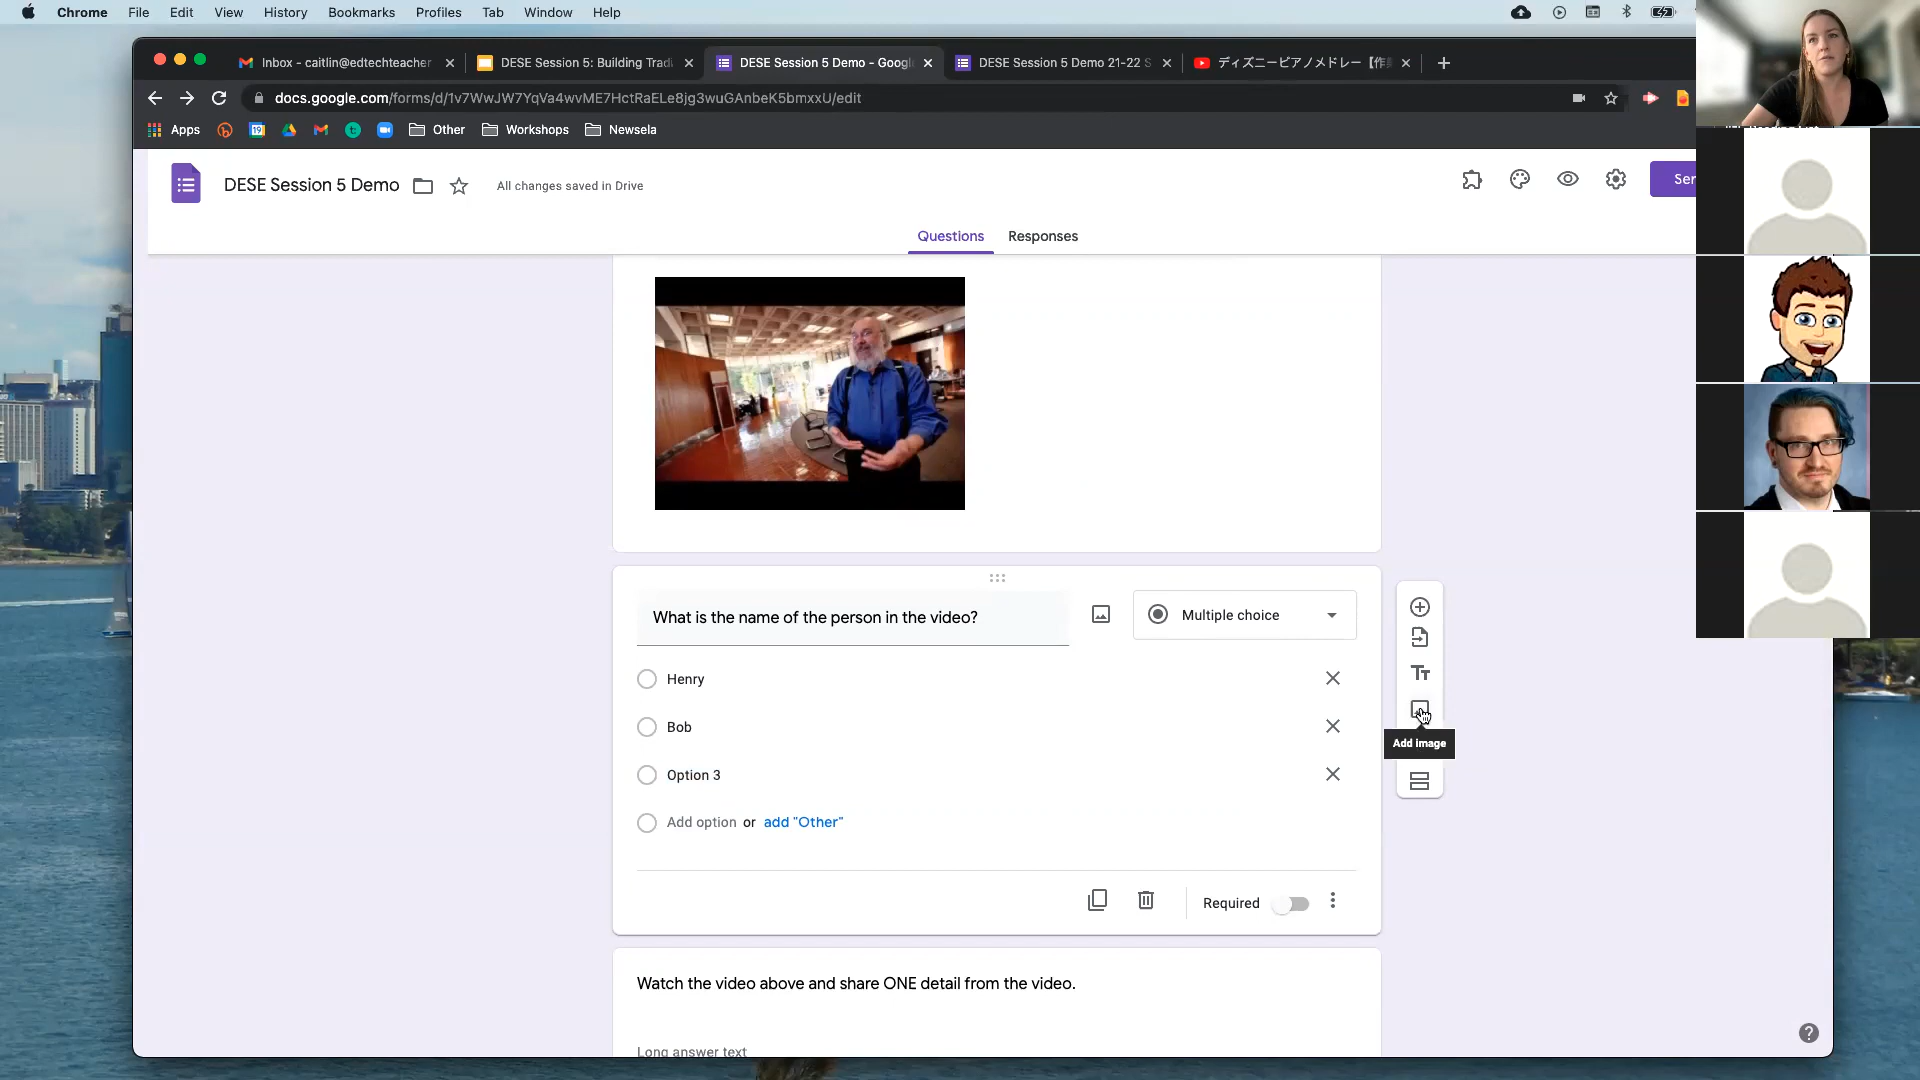 Chrome File Edit View History Bookmarks Profiles Tab Window Help
Inbox - caitlin@edtechteacher
DESE Session 5: Building Tradi
DESE Session 5 Demo - Google
DESE Session 5 Demo 21-22 S
ディズニーピアノメドレー【作業
docs.google.com/forms/d/1v7WwJW7YqVa4wvME7HctRaELe8jg3wuGAnbeK5bmxxU/edit
Apps
19
Other
Workshops
Newsela
DESE Session 5 Demo
All changes saved in Drive
Sen
Questions Responses
What is the name of the person in the video?
Multiple choice
Henry
Bob
Add image
Option 3
Add option or add "Other"
Required
Watch the video above and share ONE detail from the video.
Long answer text